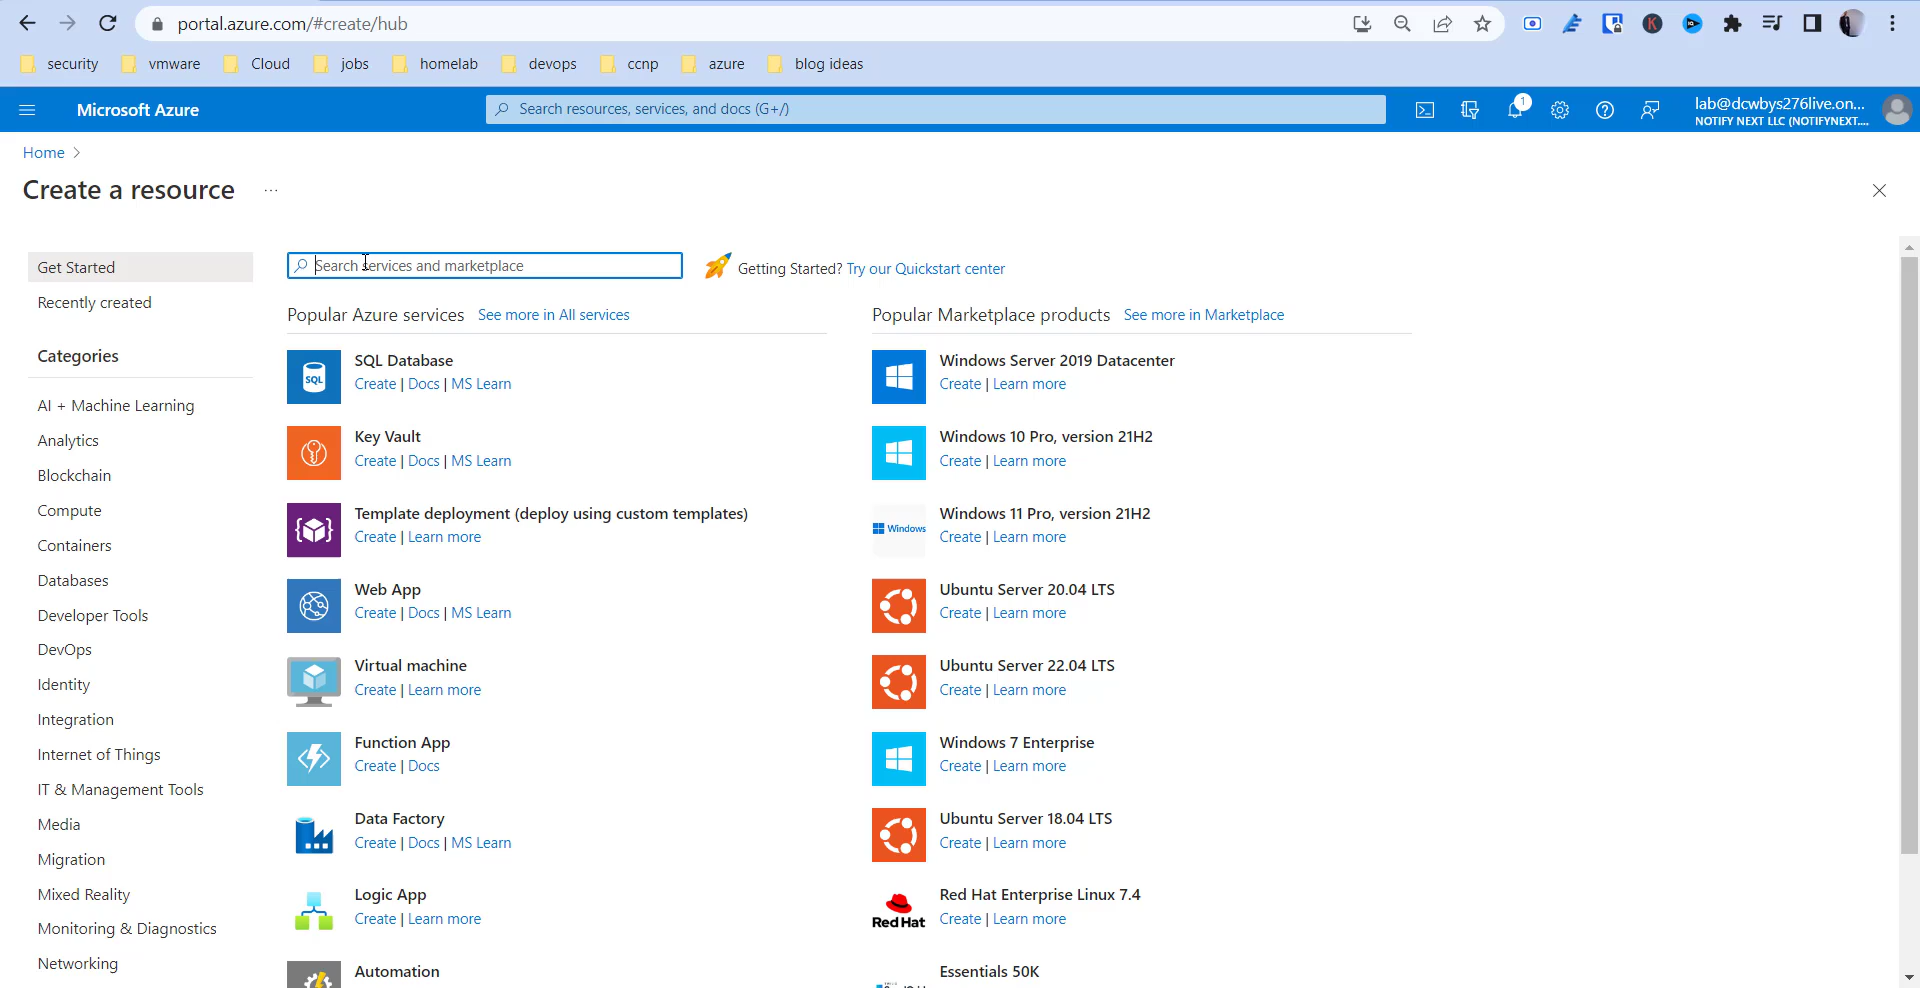 portal.azure.com/#create/hub
security
vmware
Cloud
jobs
homelab
devops
ccnp
azure
blog ideas
Microsoft Azure
Search resources, services, and docs (G+/)
1
lab@dcwbys276live.on...
NOTIFY NEXT LLC (NOTIFYNEXT....
Home >
Create a resource ...
Get Started
Recently created
Categories
AI + Machine Learning
Analytics
Blockchain
Compute
Containers
Databases
Developer Tools
DevOps
Identity
Integration
Internet of Things
IT & Management Tools
Media
Migration
Mixed Reality
Monitoring & Diagnostics
Networking
Search services and marketplace
Getting Started? Try our Quickstart center
Popular Azure services See more in All services
SQL
SQL Database
Create | Docs | MS Learn
Key Vault
Create | Docs | MS Learn
Template deployment (deploy using custom templates)
Create | Learn more
Web App
Create | Docs | MS Learn
Virtual machine
Create | Learn more
Function App
Create | Docs
Data Factory
Create | Docs | MS Learn
Logic App
Create | Learn more
Automation
Popular Marketplace products See more in Marketplace
Windows Server 2019 Datacenter
Create | Learn more
Windows 10 Pro, version 21H2
Create | Learn more
Windows
Windows 11 Pro, version 21H2
Create | Learn more
Ubuntu Server 20.04 LTS
Create | Learn more
Ubuntu Server 22.04 LTS
Create | Learn more
Windows 7 Enterprise
Create | Learn more
Ubuntu Server 18.04 LTS
Create | Learn more
Red Hat
Red Hat Enterprise Linux 7.4
Create | Learn more
Essentials 50K